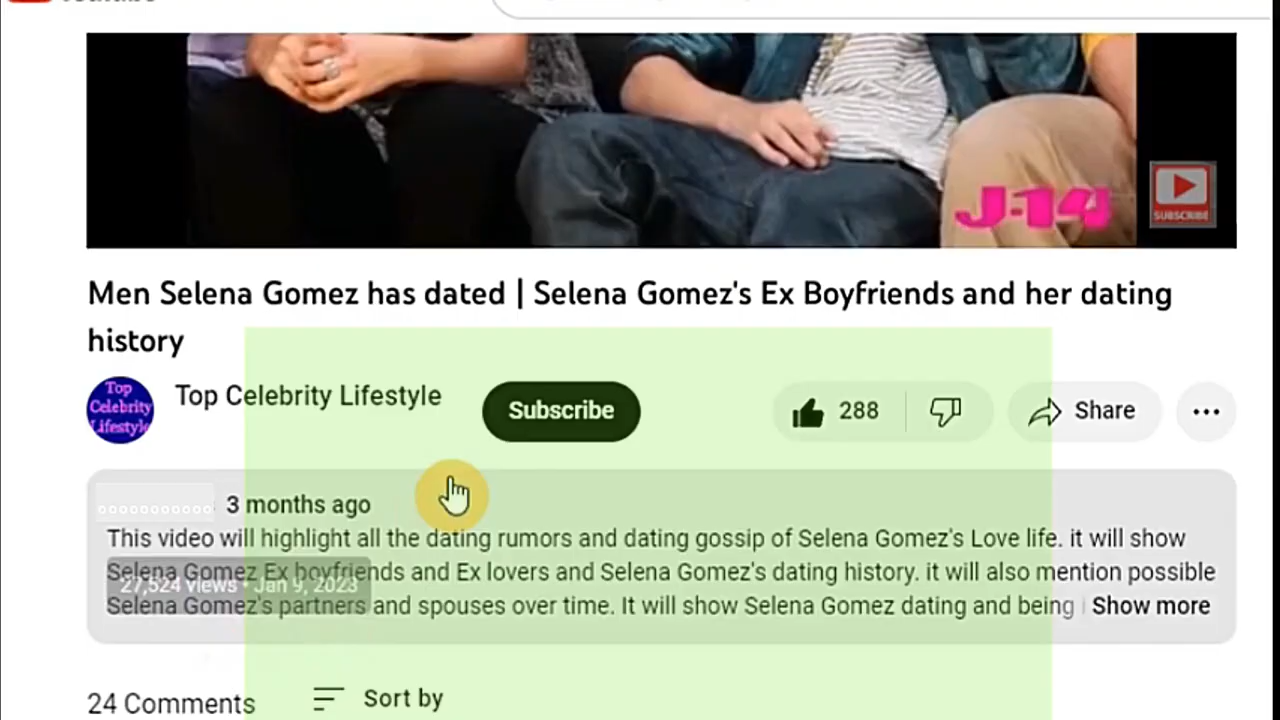 J-14
SUBSCRIBE
Men Selena Gomez has dated | Selena Gomez's Ex Boyfriends and her dating
history
Top
Celebrity
Lifestyle
Top Celebrity Lifestyle
Subscribe
288
Share
3 months ago
This video will highlight all the dating rumors and dating gossip of Selena Gomez's Love life. it will show
Selena Gomez Ex boyfriends and Ex lovers and Selena Gomez's dating history. it will also mention possible
27,524 views • Jan 9, 2023
Selena Gomez's partners and spouses over time. It will show Selena Gomez dating and being
Show more
24 Comments
Sort by